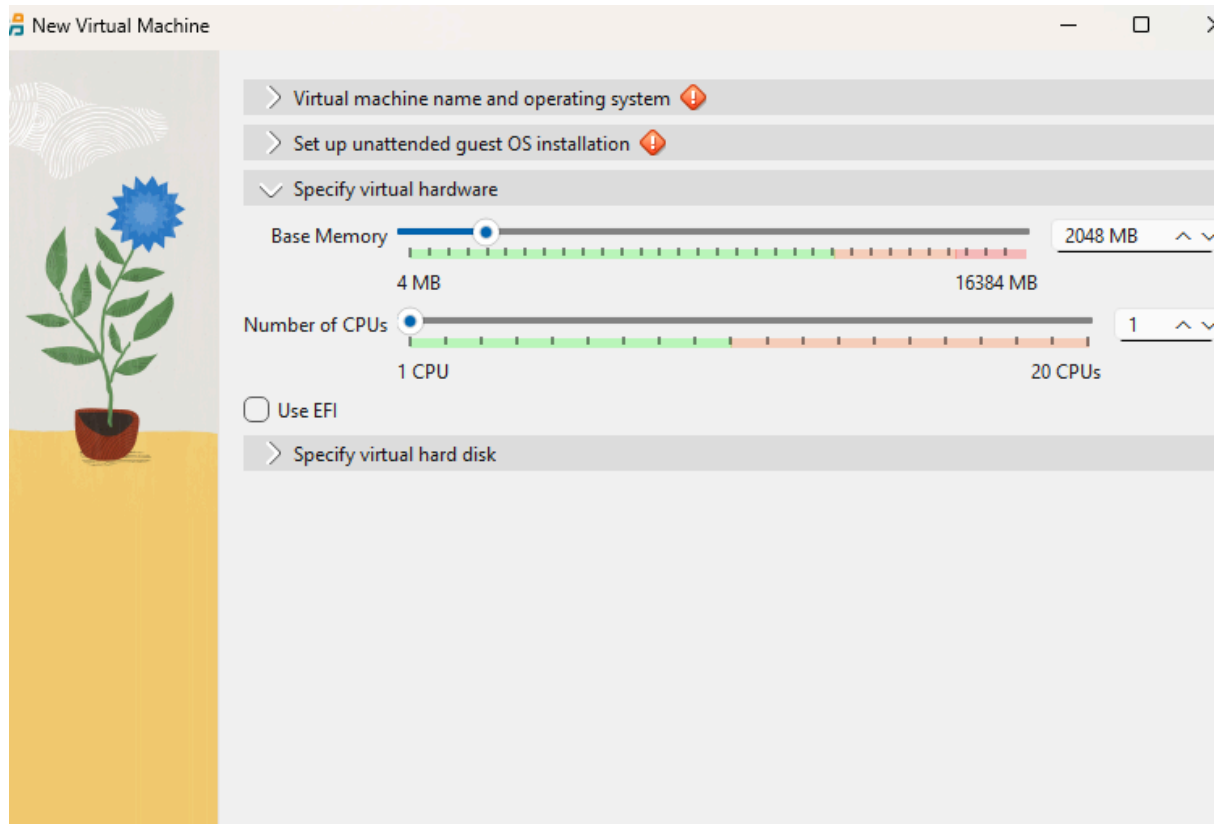 New Virtual Machine
Virtual machine name and operating system
Set up unattended guest OS installation
Specify virtual hardware
Base Memory 2048 MB
4 MB 16384 MB
Number of CPUs 1
1 CPU 20 CPUs
Use EFI
Specify virtual hard disk